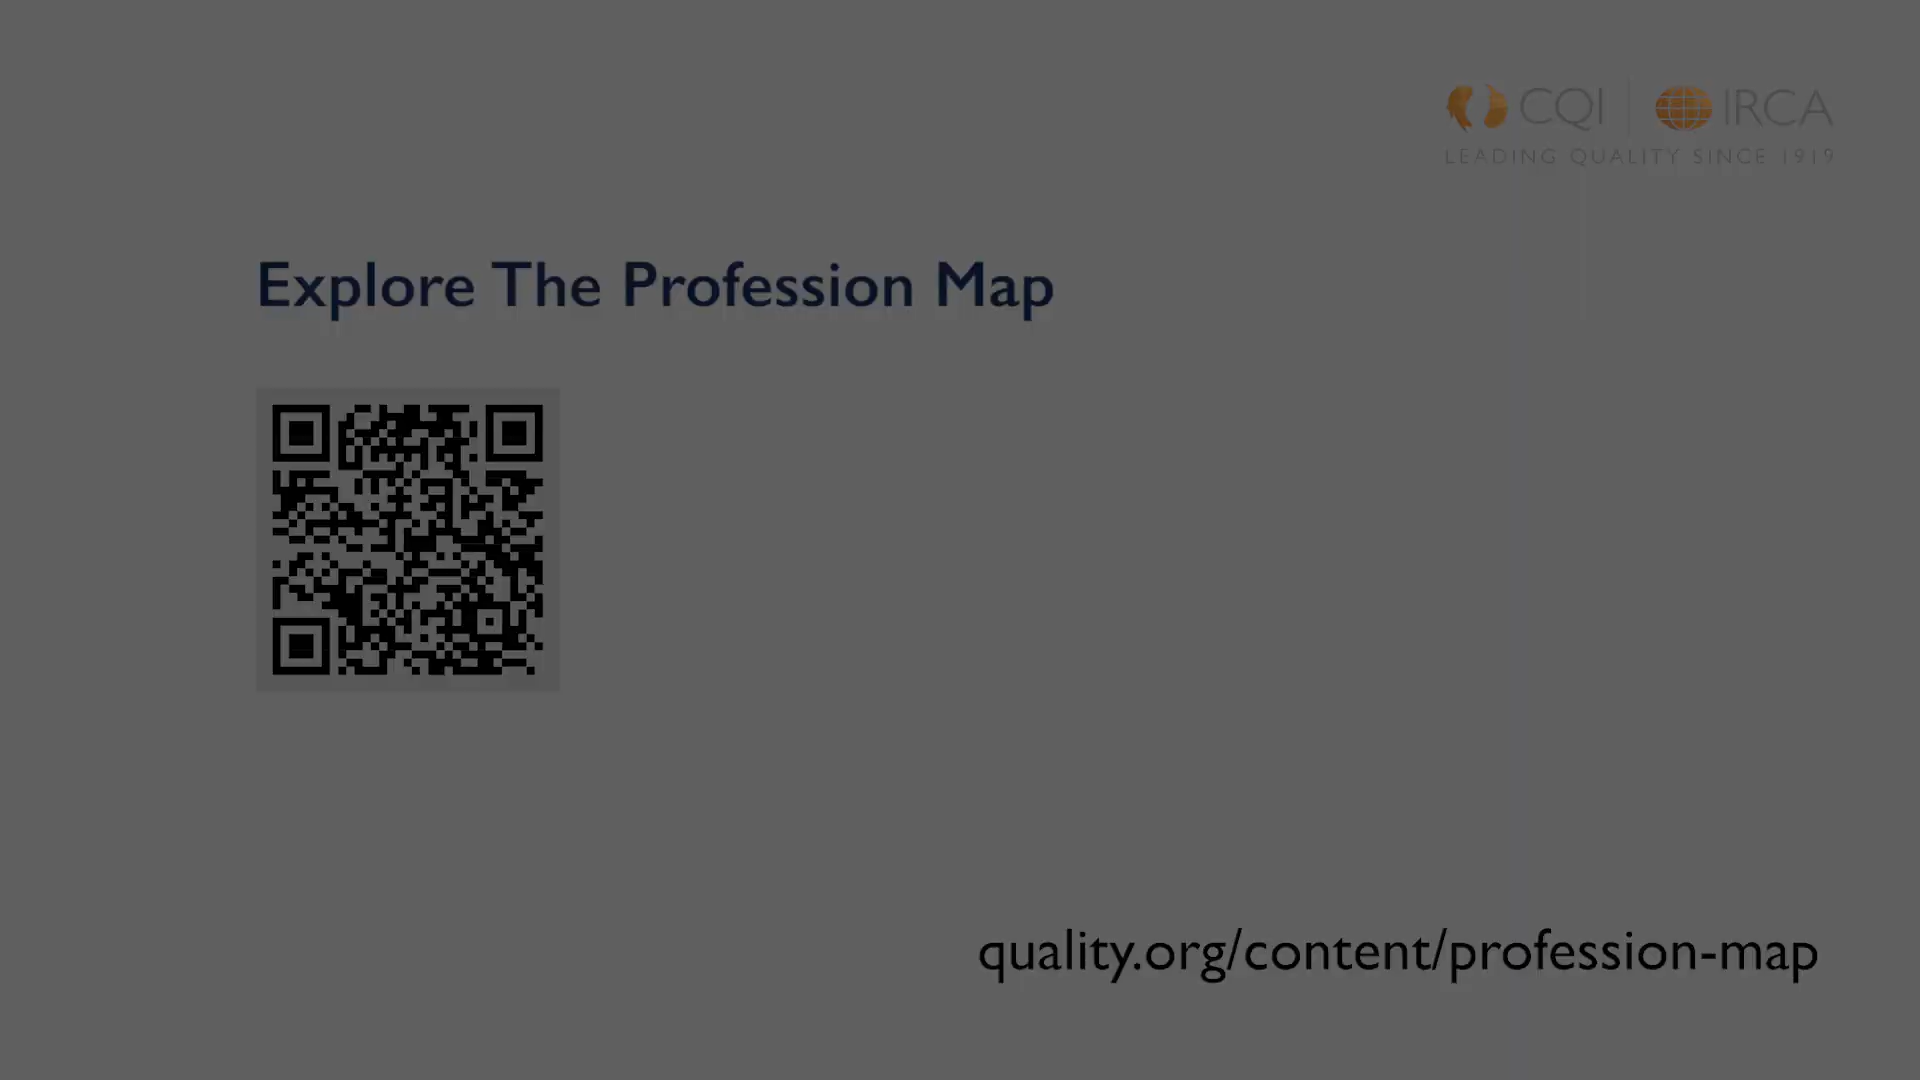 CQI | IRCA
LEADING QUALITY SINCE 1919
Explore The Profession Map
quality.org/content/profession-map